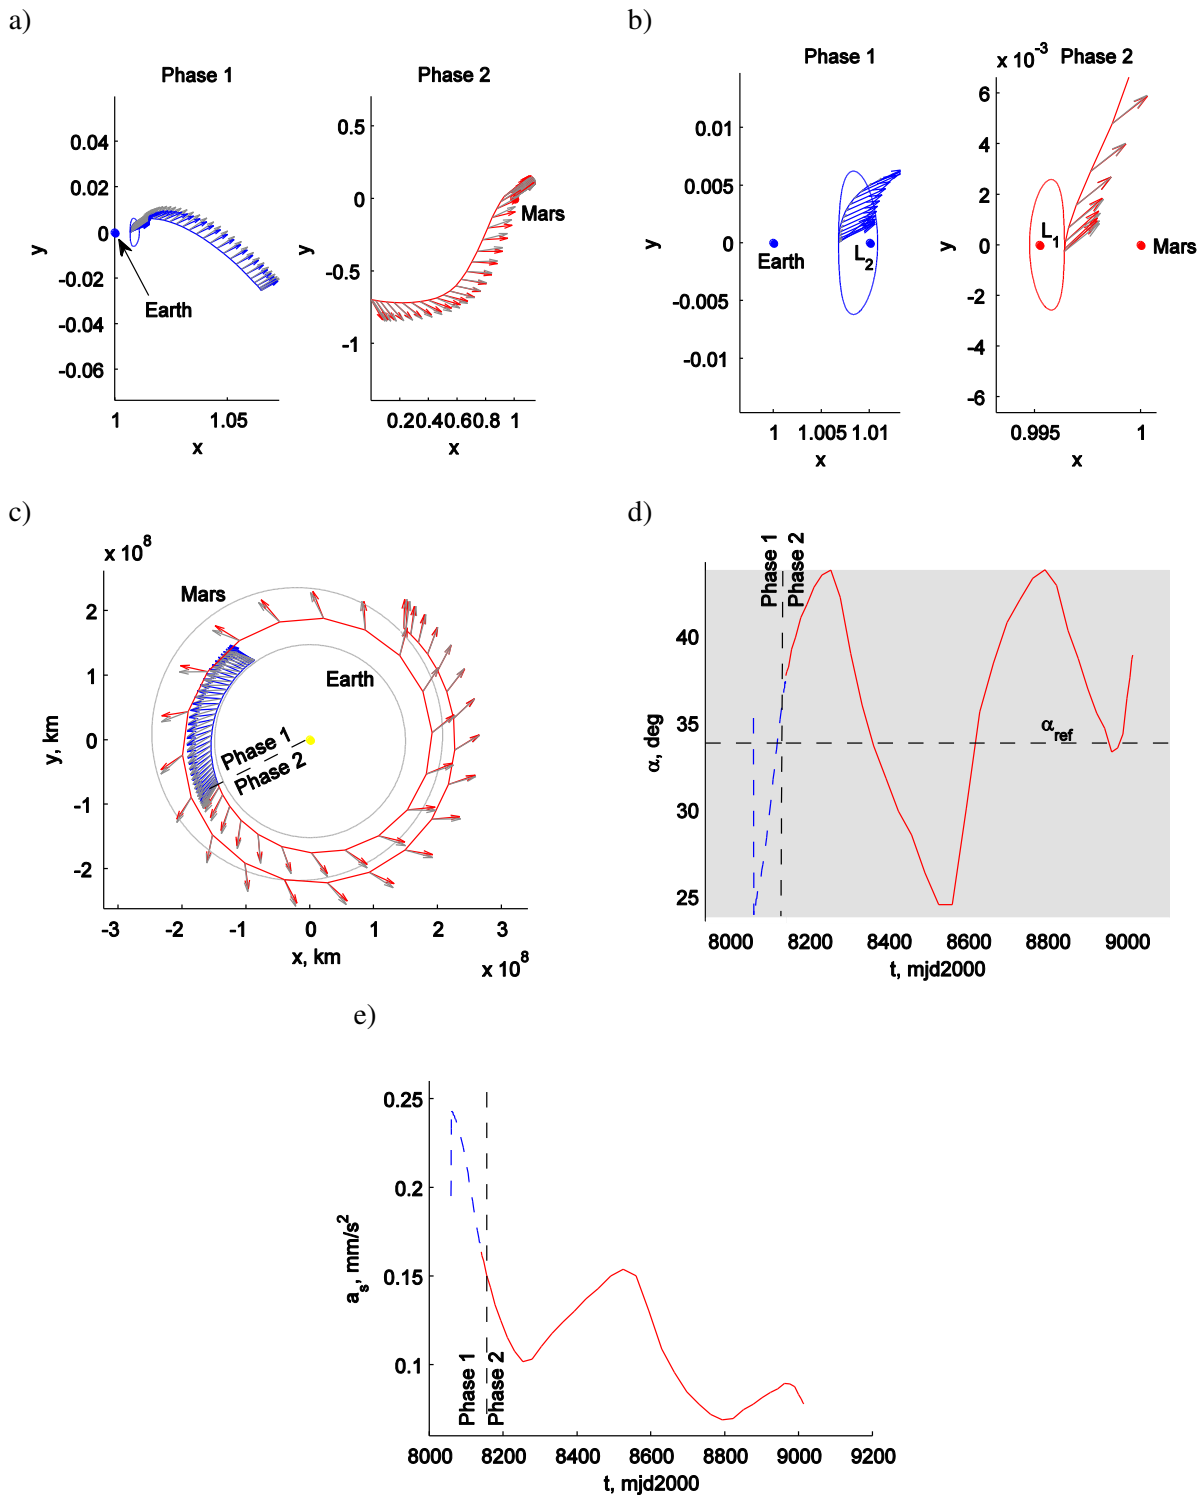 a)
Phase 1
y
0.04
0.02
0
-0.02
-0.04
-0.06
Earth
1
1.05
x
Phase 2
y
0.5
0
-0.5
-1
Mars
0.20.40.60.8 1
x
b)
Phase 1
y
0.01
0.005
0
-0.005
-0.01
Earth
L2
1
1.005
1.01
x
x 10^-3
Phase 2
y
6
4
2
0
-2
-4
-6
L1
Mars
0.995
1
x
c)
x 10^8
y, km
2
1
0
-1
-2
Mars
Earth
Phase 1
Phase 2
-3 -2 -1 0 1 2 3
x, km
x 10^8
d)
α, deg
40
35
30
25
Phase 1
Phase 2
αref
8000 8200 8400 8600 8800 9000
t, mjd2000
e)
as, mm/s²
0.25
0.2
0.15
0.1
Phase 1
Phase 2
8000 8200 8400 8600 8800 9000 9200
t, mjd2000